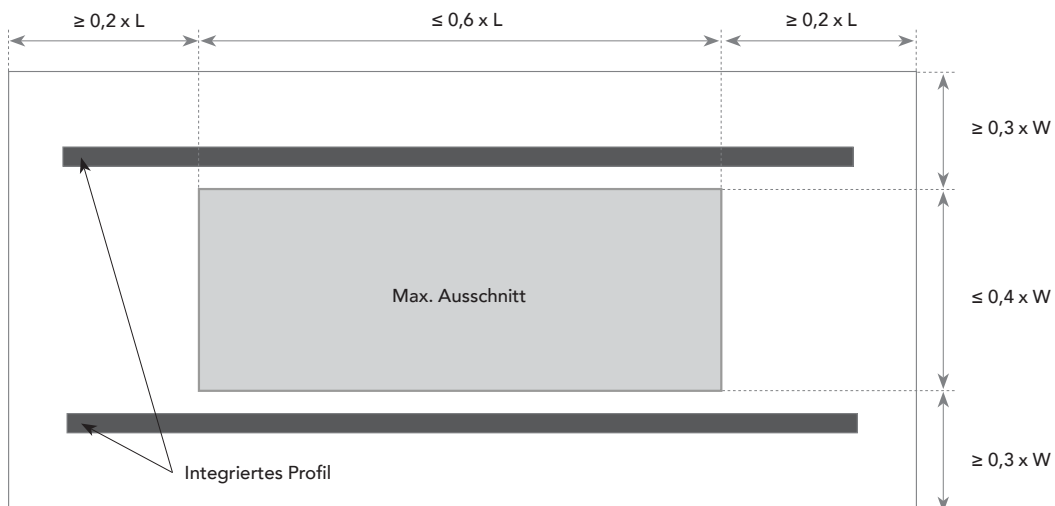 ≥ 0,2 x L
≤ 0,6 x L
≥ 0,2 x L
≥ 0,3 x W
Max. Ausschnitt
≤ 0,4 x W
≥ 0,3 x W
Integriertes Profil